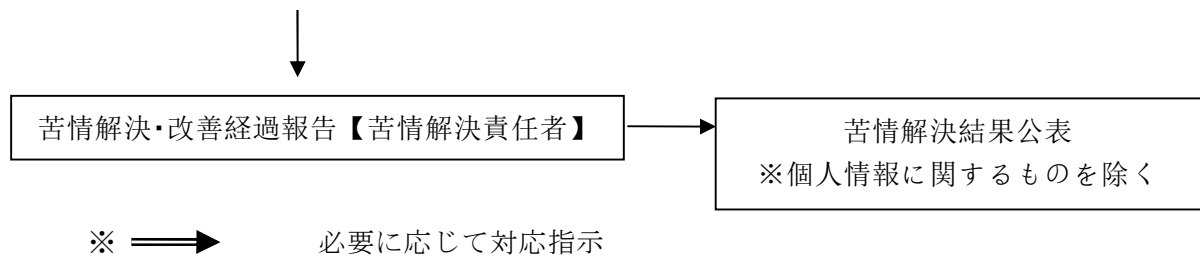 苦情解決・改善経過報告【苦情解決責任者】
苦情解決結果公表
※個人情報に関するものを除く
※ 必要に応じて対応指示